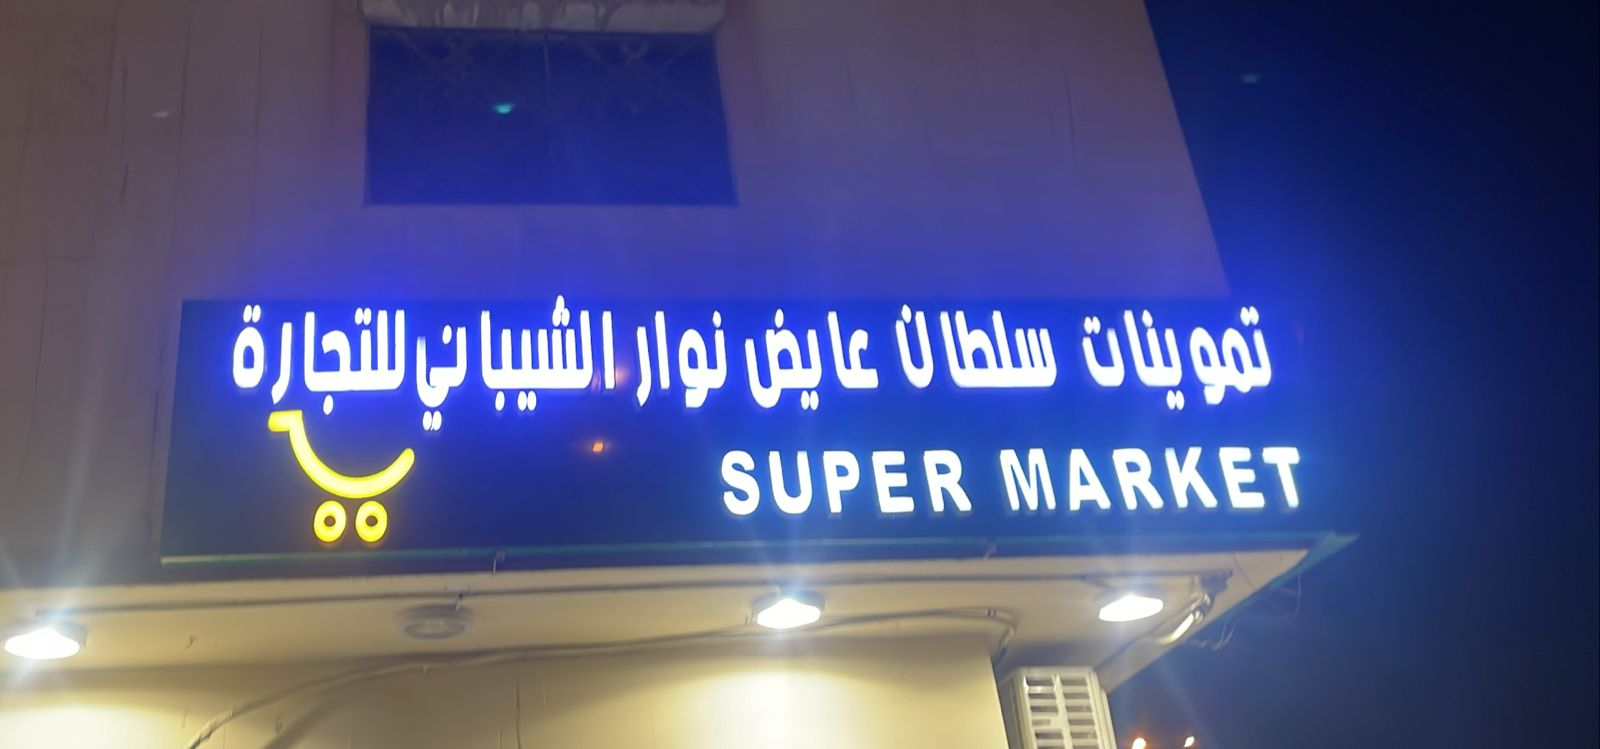 تموينات سلطان عايض نوار الشيباني للتجارة
SUPER MARKET